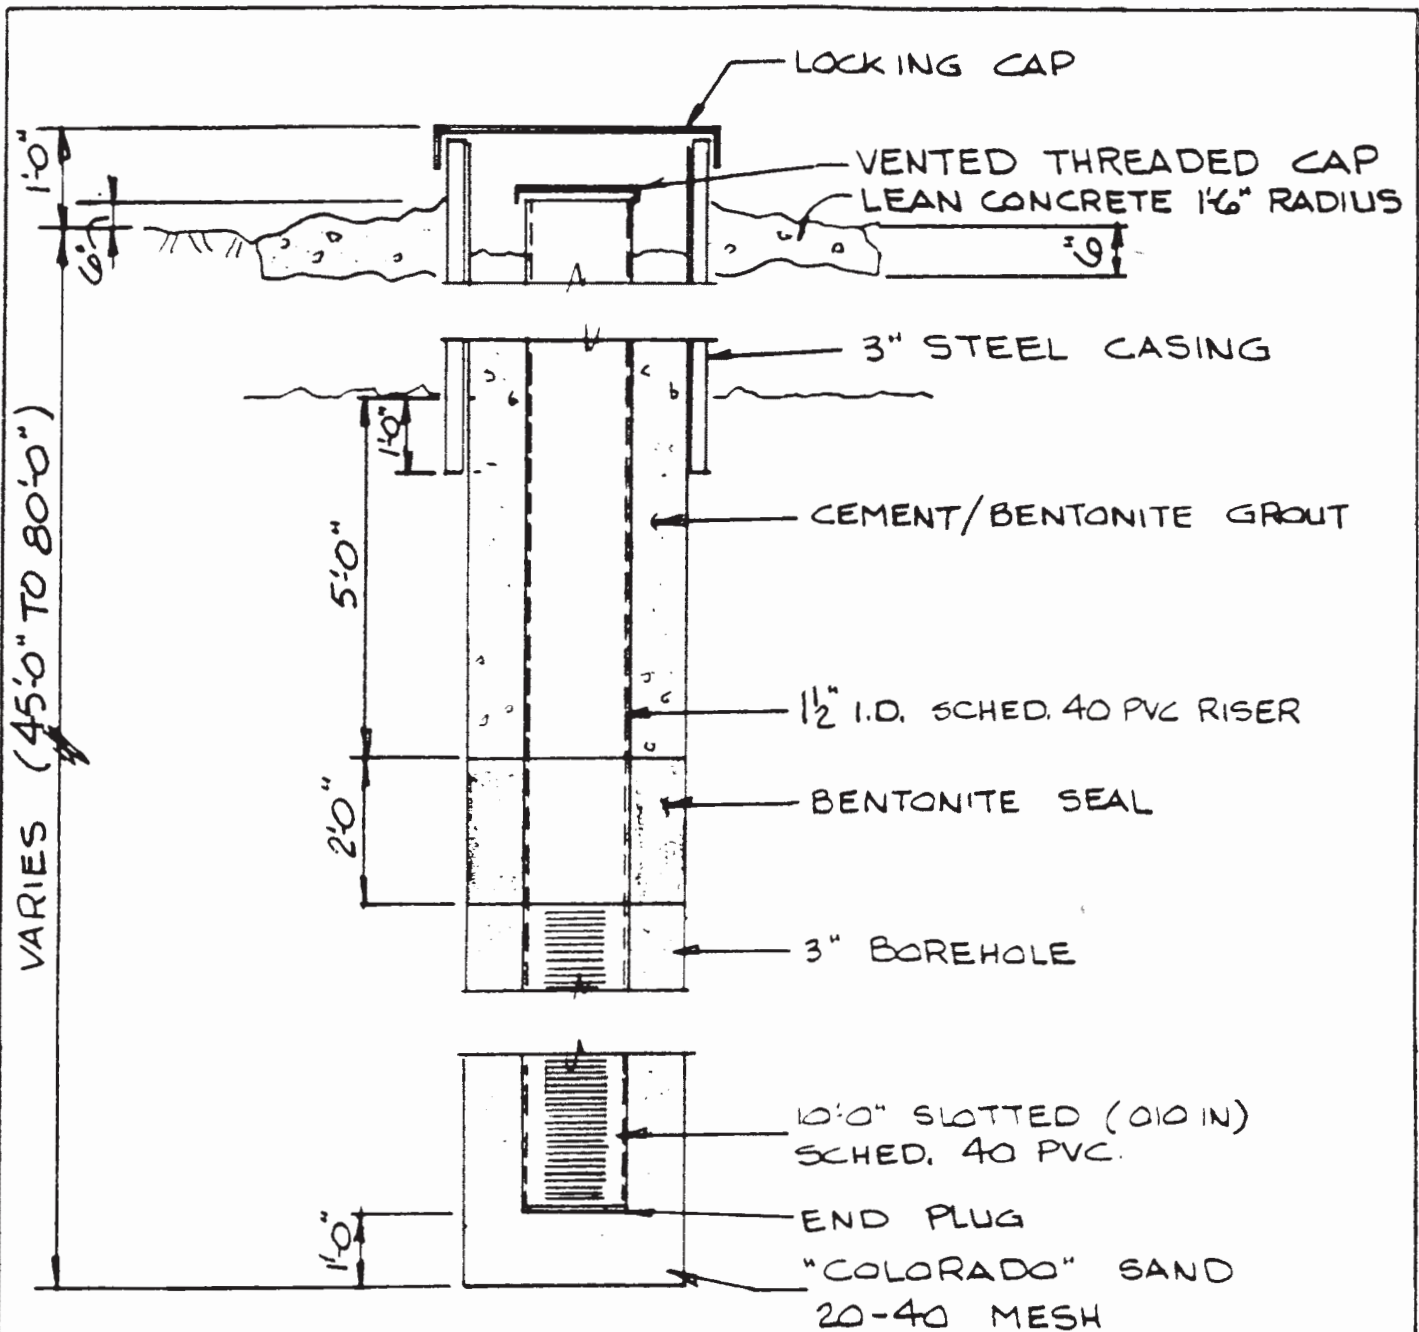 LOCKING CAP
1'-0"
VENTED THREADED CAP
LEAN CONCRETE 1'-6" RADIUS
6"
6"
3" STEEL CASING
1'-0"
VARIES (45'-0" TO 80'-0")
CEMENT/BENTONITE GROUT
5'-0"
1½" I.D. SCHED. 40 PVC RISER
BENTONITE SEAL
2'-0"
3" BOREHOLE
10'-0" SLOTTED (010 IN)
SCHED. 40 PVC.
END PLUG
1'-0"
"COLORADO" SAND
20-40 MESH